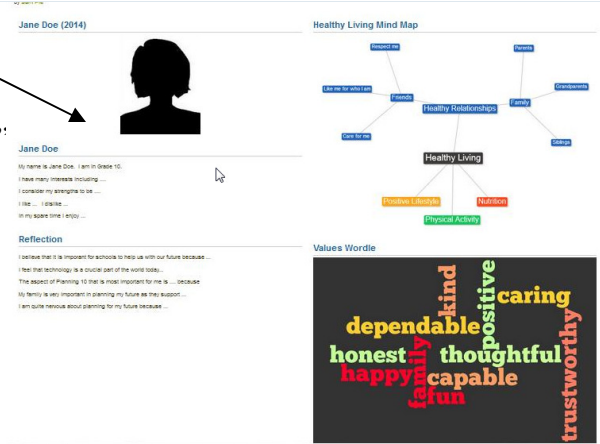 Jane Doe (2014)
Jane Doe
My name is Jane Doe. I am in Grade 10.
I have many interests including ....
I consider my strengths to be ....
I like ... I dislike ...
In my spare time I enjoy ...
Reflection
I believe that it is imporant for schools to help us with our future because ...
I feel that technology is a crucial part of the world today...
The aspect of Planning 10 that is most imporant for me is .... because
My family is very important in planning my future as they support ...
I am quite nervous about planning for my future because ...
Healthy Living Mind Map
Respect me
Parents
Like me for who I am
Friends
Grandparents
Family
Healthy Relationships
Care for me
Siblings
Healthy Living
Positive Lifestyle
Nutrition
Physical Activity
Values Wordle
kind
positive
caring
dependable
honest
thoughtful
happy
family
capable
fun
trustworthy